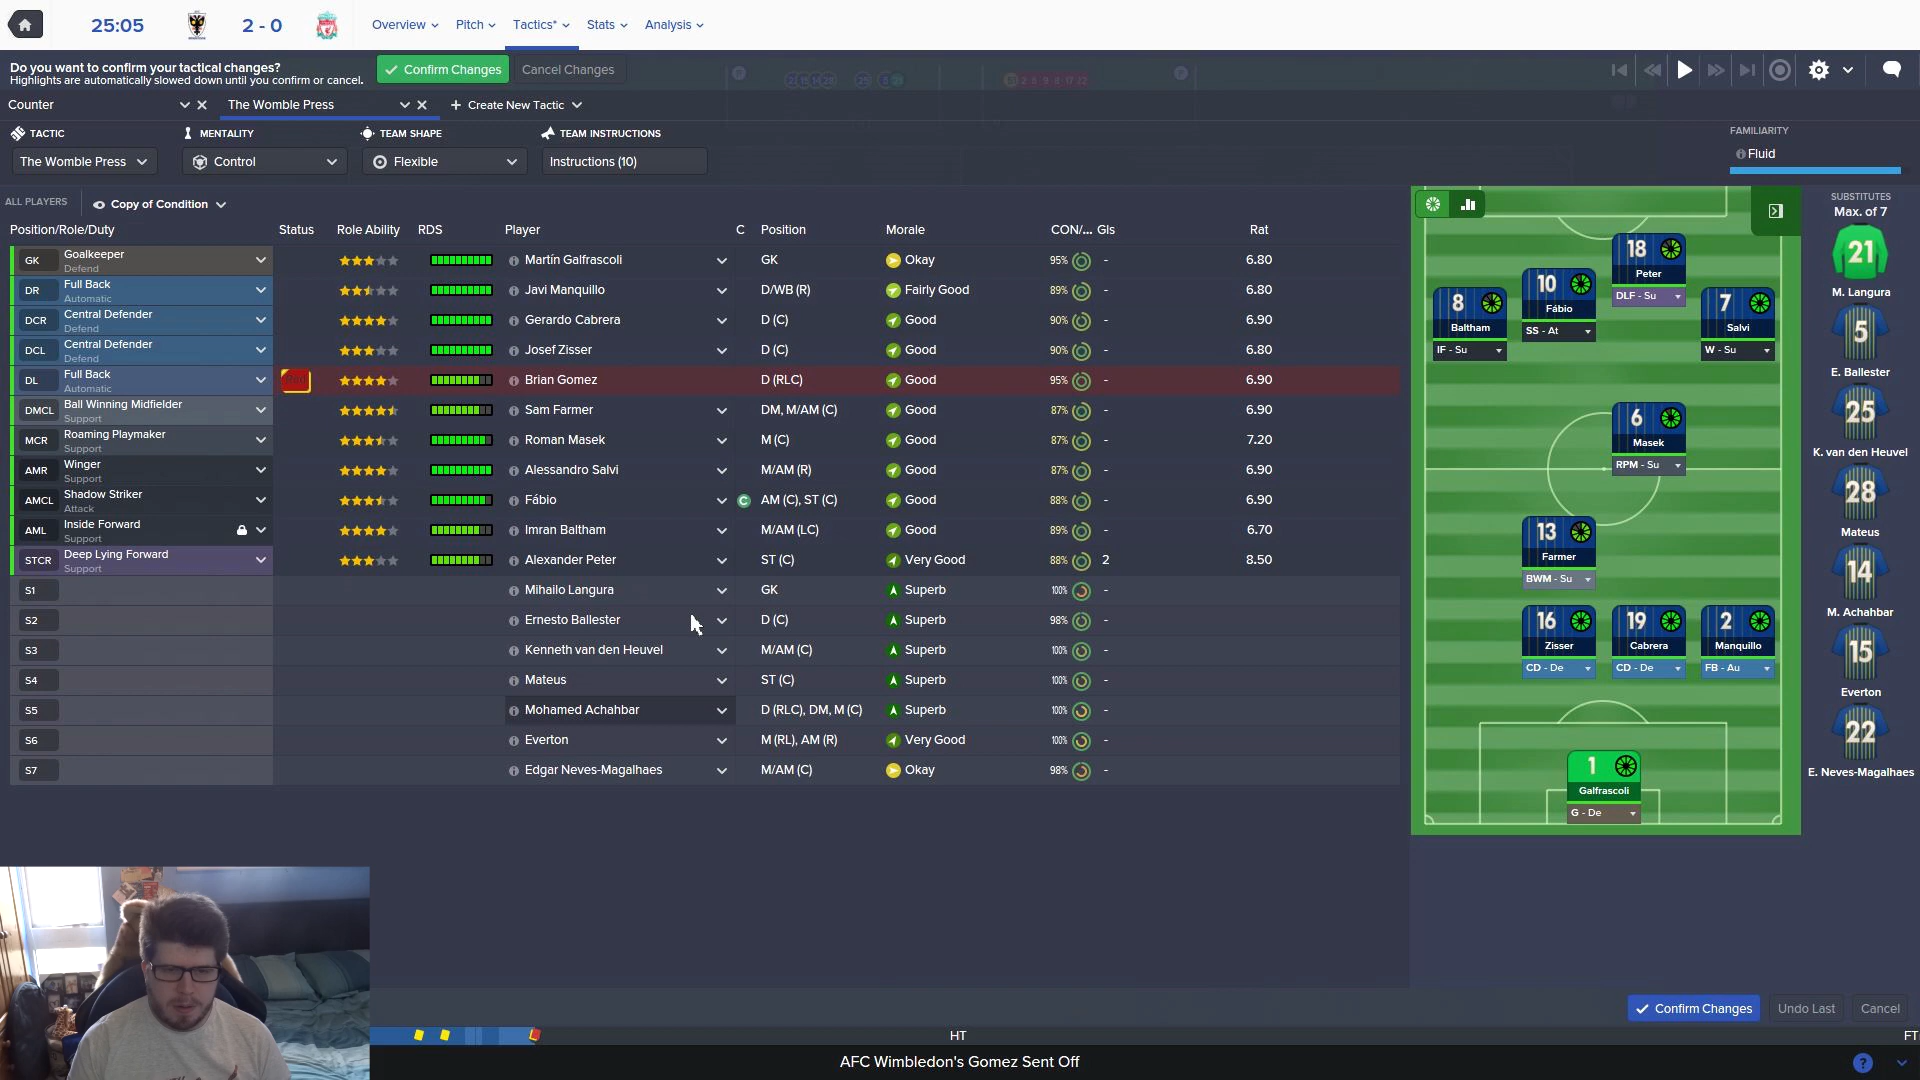 25:05 2 - 0 Overview Pitch Tactics* Stats Analysis
Do you want to confirm your tactical changes?
Highlights are automatically slowed down until you confirm or cancel.
Confirm Changes Cancel Changes
Counter The Womble Press Create New Tactic
TACTIC MENTALITY TEAM SHAPE TEAM INSTRUCTIONS
The Womble Press Control Flexible Instructions (10)
FAMILIARITY
Fluid
ALL PLAYERS Copy of Condition
Position/Role/Duty Status Role Ability RDS Player C Position Morale CON/... Gls Rat
GK Goalkeeper Defend Martín Galfrascoli GK Okay 95% - 6.80
DR Full Back Automatic Javi Manquillo D/WB (R) Fairly Good 89% - 6.80
DCR Central Defender Defend Gerardo Cabrera D (C) Good 90% - 6.90
DCL Central Defender Defend Josef Zisser D (C) Good 90% - 6.80
DL Full Back Automatic Red Brian Gomez D (RLC) Good 95% - 6.90
DMCL Ball Winning Midfielder Support Sam Farmer DM, M/AM (C) Good 87% - 6.90
MCR Roaming Playmaker Support Roman Masek M (C) Good 87% - 7.20
AMR Winger Support Alessandro Salvi M/AM (R) Good 87% - 6.90
AMCL Shadow Striker Attack Fábio C AM (C), ST (C) Good 88% - 6.90
AML Inside Forward Support Imran Baltham M/AM (LC) Good 89% - 6.70
STCR Deep Lying Forward Support Alexander Peter ST (C) Very Good 88% 2 8.50
S1 Mihailo Langura GK Superb 100% -
S2 Ernesto Ballester D (C) Superb 98% -
S3 Kenneth van den Heuvel M/AM (C) Superb 100% -
S4 Mateus ST (C) Superb 100% -
S5 Mohamed Achahbar D (RLC), DM, M (C) Superb 100% -
S6 Everton M (RL), AM (R) Very Good 100% -
S7 Edgar Neves-Magalhaes M/AM (C) Okay 98% -
18
Peter
DLF - Su
10
Fábio
SS - At
8
Baltham
IF - Su
7
Salvi
W - Su
6
Masek
RPM - Su
13
Farmer
BWM - Su
16
Zisser
CD - De
19
Cabrera
CD - De
2
Manquillo
FB - Au
1
Galfrascoli
G - De
SUBSTITUTES
Max. of 7
21
M. Langura
5
E. Ballester
25
K. van den Heuvel
28
Mateus
14
M. Achahbar
15
Everton
22
E. Neves-Magalhaes
Confirm Changes Undo Last Cancel
HT FT
AFC Wimbledon's Gomez Sent Off